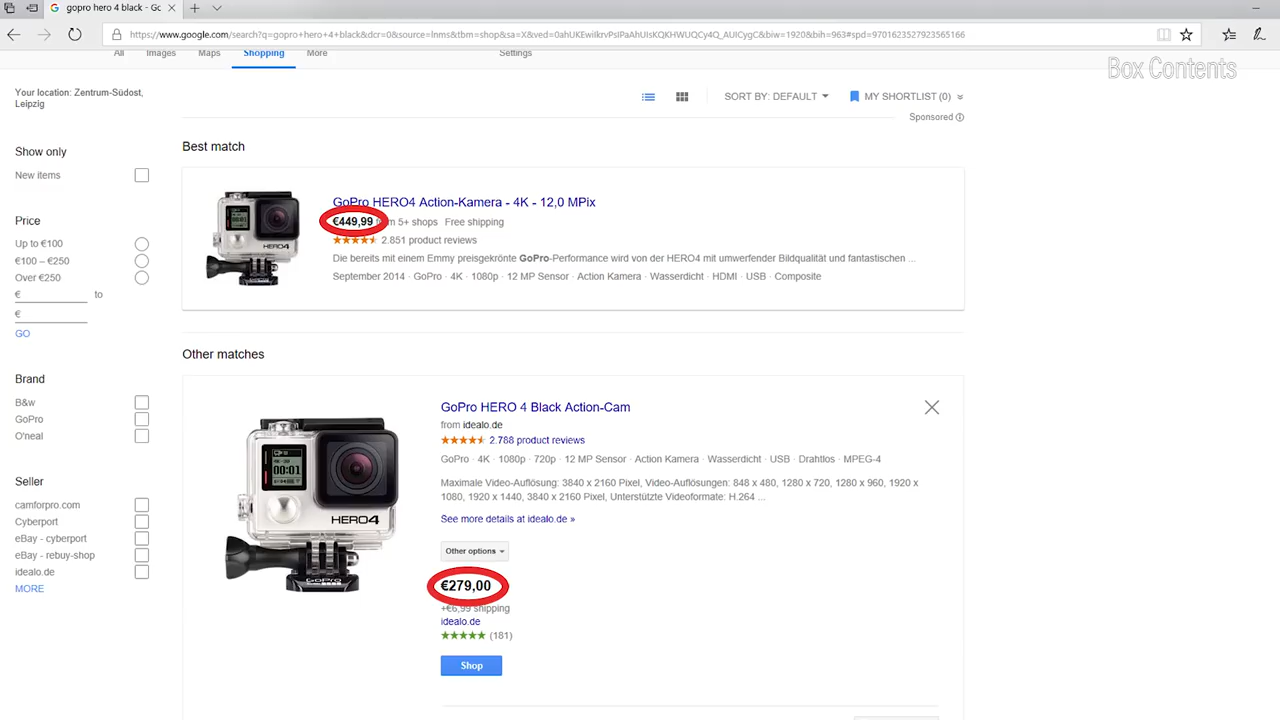 gopro hero 4 black - Go
https://www.google.com/search?q=gopro+hero+4+black&dcr=0&source=lnms&tbm=shop&sa=X&ved=0ahUKEwiIkrvPsIPaAhUIsKQKHWUQCy4Q_AUICygC&biw=1920&bih=963#spd=9701623527923565166
Box Contents
All Images Maps Shopping More Settings
Your location: Zentrum-Südost,
Leipzig
SORT BY: DEFAULT MY SHORTLIST (0)
Sponsored
Show only
New items
Price
Up to €100
€100 – €250
Over €250
€ to
€
GO
Brand
B&w
GoPro
O'neal
Seller
camforpro.com
Cyberport
eBay - cyberport
eBay - rebuy-shop
idealo.de
MORE
Best match
GoPro HERO4 Action-Kamera - 4K - 12,0 MPix
€449,99 from 5+ shops Free shipping
2.851 product reviews
Die bereits mit einem Emmy preisgekrönte GoPro-Performance wird von der HERO4 mit umwerfender Bildqualität und fantastischen ...
September 2014 · GoPro · 4K · 1080p · 12 MP Sensor · Action Kamera · Wasserdicht · HDMI · USB · Composite
HERO4
Other matches
GoPro HERO 4 Black Action-Cam
from idealo.de
2.788 product reviews
GoPro · 4K · 1080p · 720p · 12 MP Sensor · Action Kamera · Wasserdicht · USB · Drahtlos · MPEG-4
Maximale Video-Auflösung: 3840 x 2160 Pixel, Video-Auflösungen: 848 x 480, 1280 x 720, 1280 x 960, 1920 x
1080, 1920 x 1440, 3840 x 2160 Pixel, Unterstützte Videoformate: H.264 ...
See more details at idealo.de »
Other options
€279,00
+€6,99 shipping
idealo.de
(181)
Shop
00:01
HERO4
GoPro